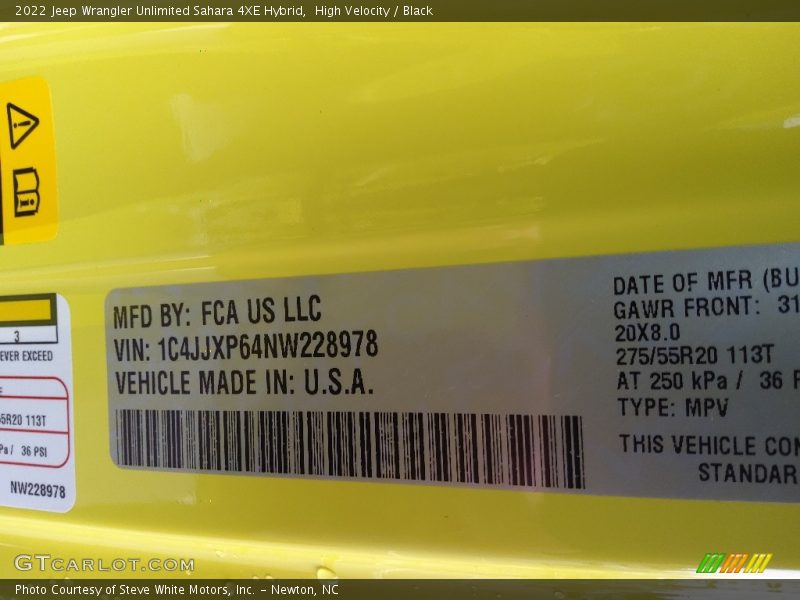 2022 Jeep Wrangler Unlimited Sahara 4XE Hybrid,  High Velocity / Black
3
EVER EXCEED
5R20 113T
Pa / 36 PSI
NW228978
MFD BY: FCA US LLC
VIN: 1C4JJXP64NW228978
VEHICLE MADE IN: U.S.A.
DATE OF MFR (BU
GAWR FRONT: 31
20X8.0
275/55R20 113T
AT 250 kPa / 36 P
TYPE: MPV
THIS VEHICLE CON
STANDAR
GTCARLOT.COM
Photo Courtesy of Steve White Motors, Inc. – Newton, NC